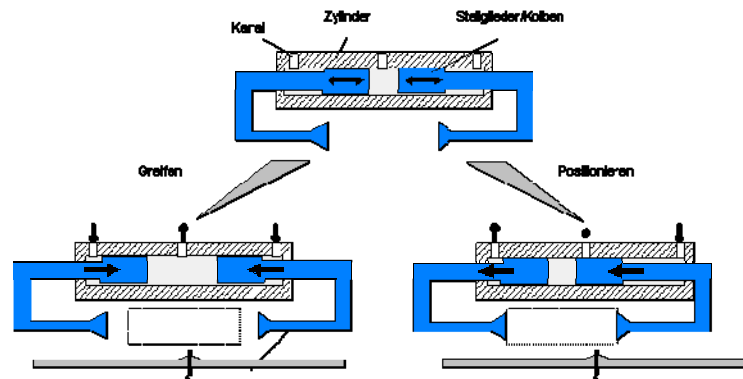 Zylinder
Stellglieder/Kolben
Kanal
Greifen
Positionieren